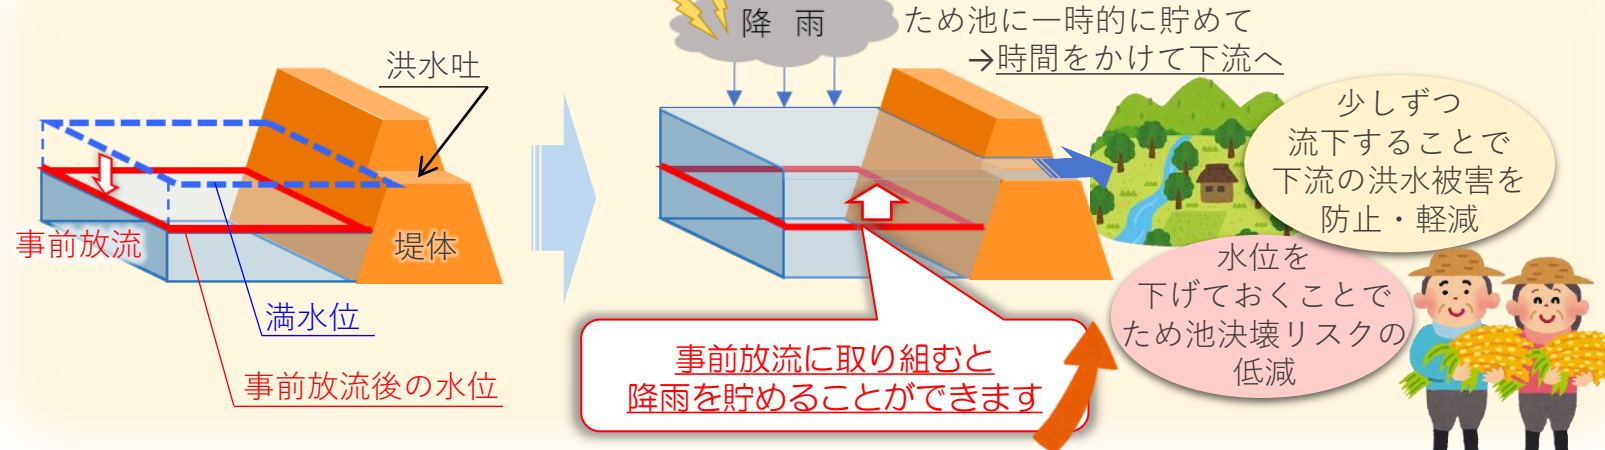 洪水吐
事前放流
堤体
満水位
事前放流後の水位
降 雨
ため池に一時的に貯めて
→時間をかけて下流へ
少しずつ
流下することで
下流の洪水被害を
防止・軽減
水位を
下げておくことで
ため池決壊リスクの
低減
事前放流に取り組むと
降雨を貯めることができます